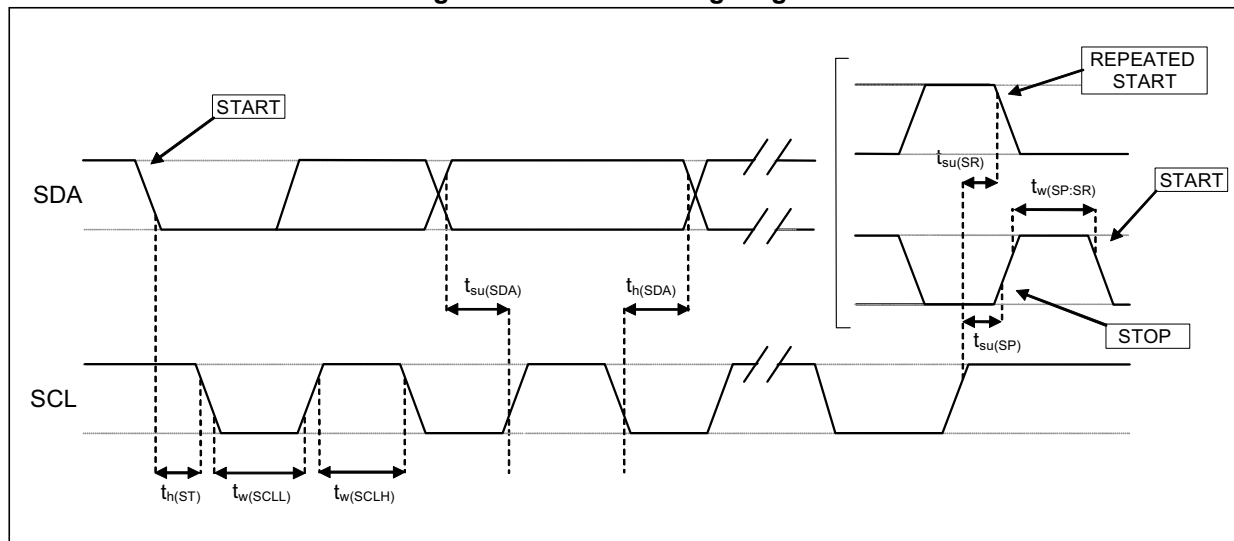 START
REPEATED
START
SDA
t_su(SR)
t_w(SP:SR)
START
t_su(SDA)
t_h(SDA)
t_su(SP)
STOP
SCL
t_h(ST)
t_w(SCLL)
t_w(SCLH)